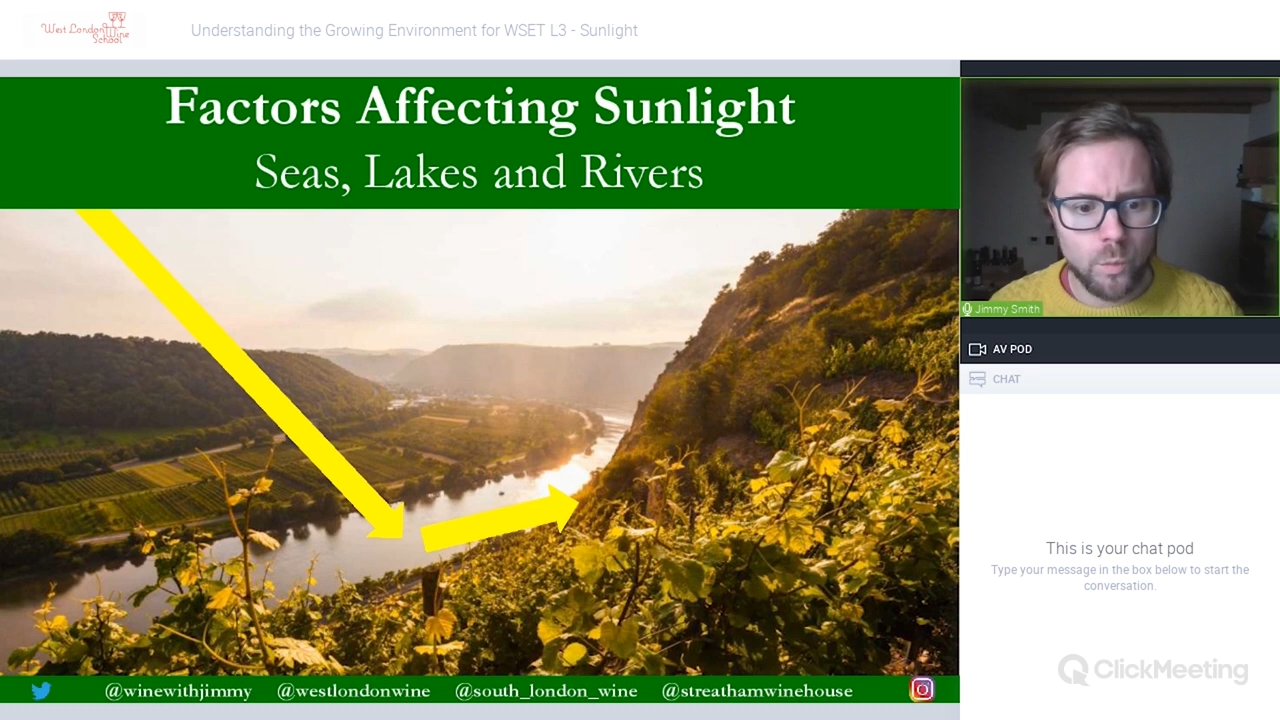 West London Wine
School
Understanding the Growing Environment for WSET L3 - Sunlight
Factors Affecting Sunlight
Seas, Lakes and Rivers
Jimmy Smith
AV POD
CHAT
This is your chat pod
Type your message in the box below to start the
conversation.
ClickMeeting
@winewithjimmy @westlondonwine @south_london_wine @streathamwinehouse